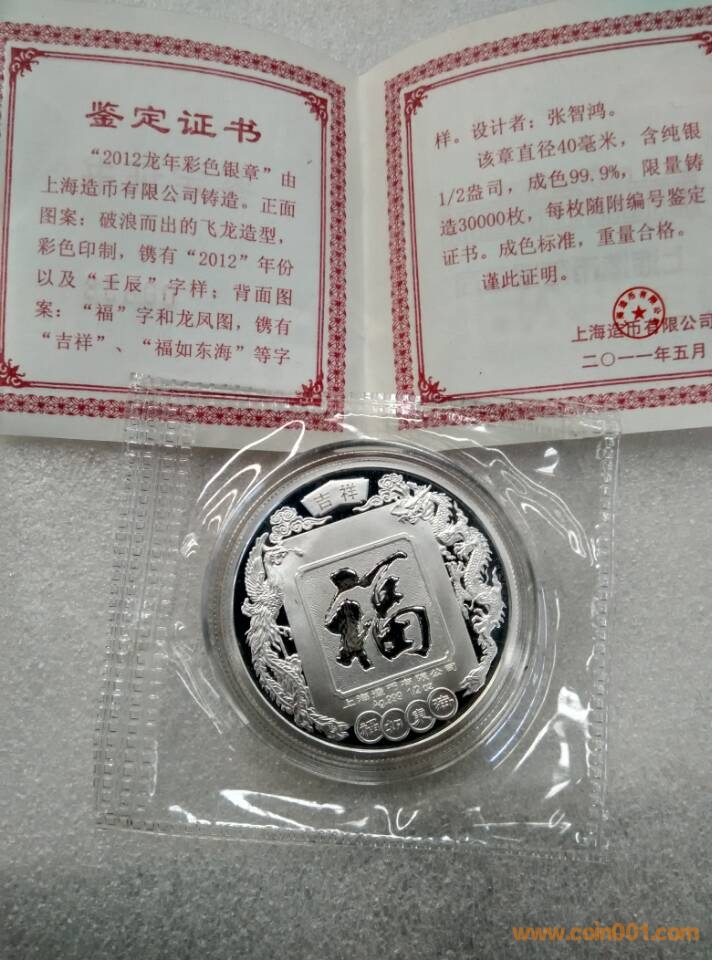 鉴定证书
“2012龙年彩色银章”由
上海造币有限公司铸造。正面
图案：破浪而出的飞龙造型，
彩色印制，镌有“2012”年份
以及“壬辰”字样；背面图
案：“福”字和龙凤图，镌有
“吉祥”、“福如东海”等字
样。设计者：张智鸿。
该章直径40毫米，含纯银
1/2盎司，成色99.9%，限量铸
造30000枚，每枚随附编号鉴定
证书。成色标准，重量合格。
谨此证明。
上海造币有限公司
二〇一一年五月
吉祥
福
上海造币有限公司
Ag.999 1/2 oz
福如东海
www.coin001.com